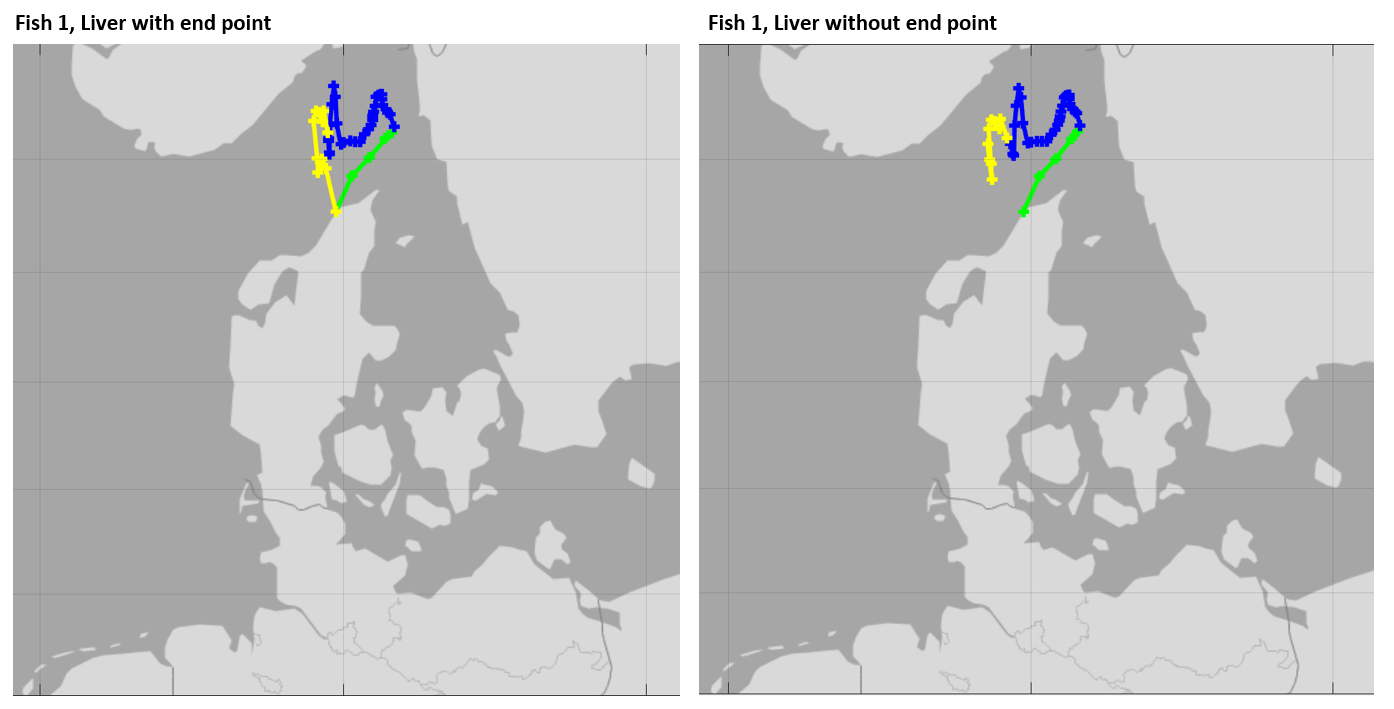 Fish 1, Liver with end point
Fish 1, Liver without end point